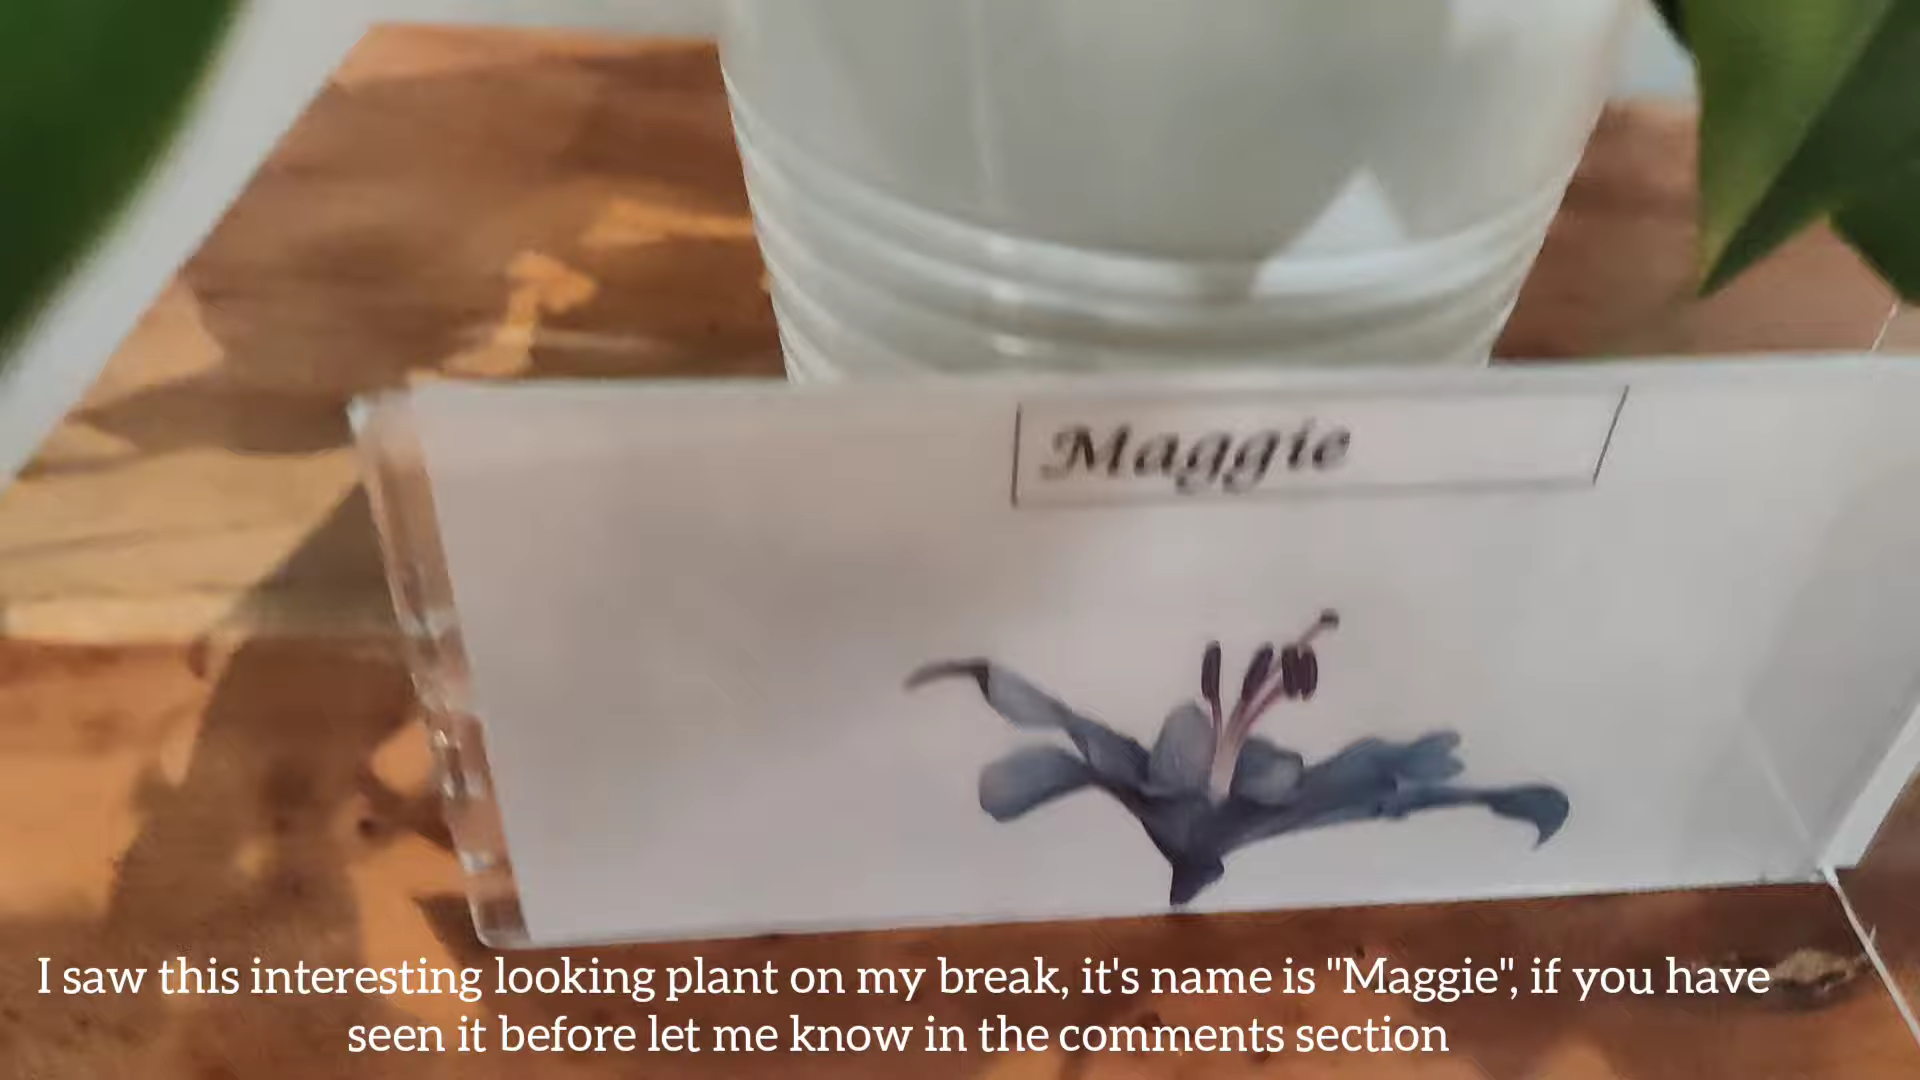 Maggie
I saw this interesting looking plant on my break, it's name is "Maggie", if you have
seen it before let me know in the comments section